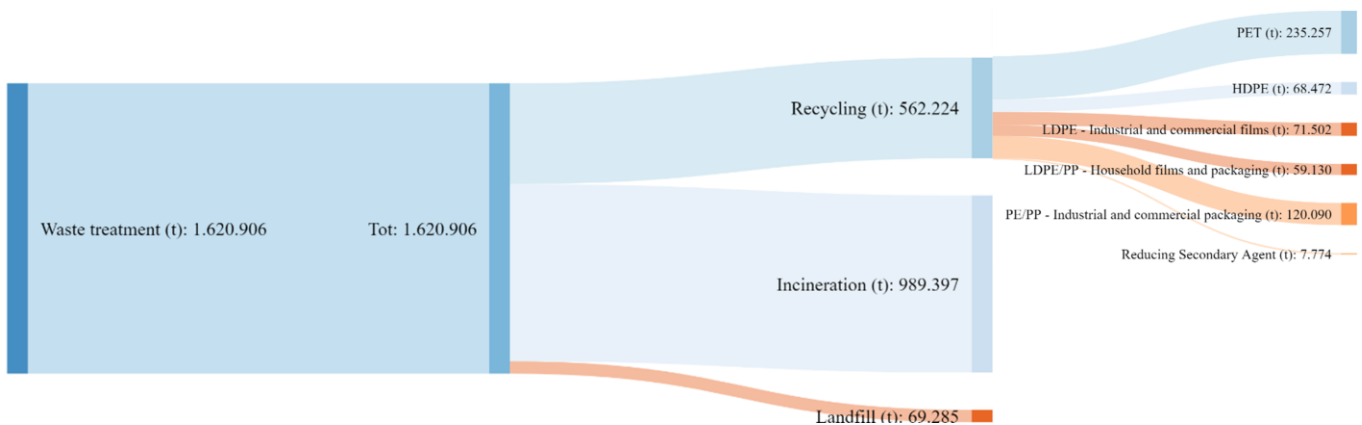 PET (t): 235.257
HDPE (t): 68.472
Recycling (t): 562.224
LDPE - Industrial and commercial films (t): 71.502
LDPE/PP - Household films and packaging (t): 59.130
PE/PP - Industrial and commercial packaging (t): 120.090
Waste treatment (t): 1.620.906
Tot: 1.620.906
Reducing Secondary Agent (t): 7.774
Incineration (t): 989.397
Landfill (t): 69.285